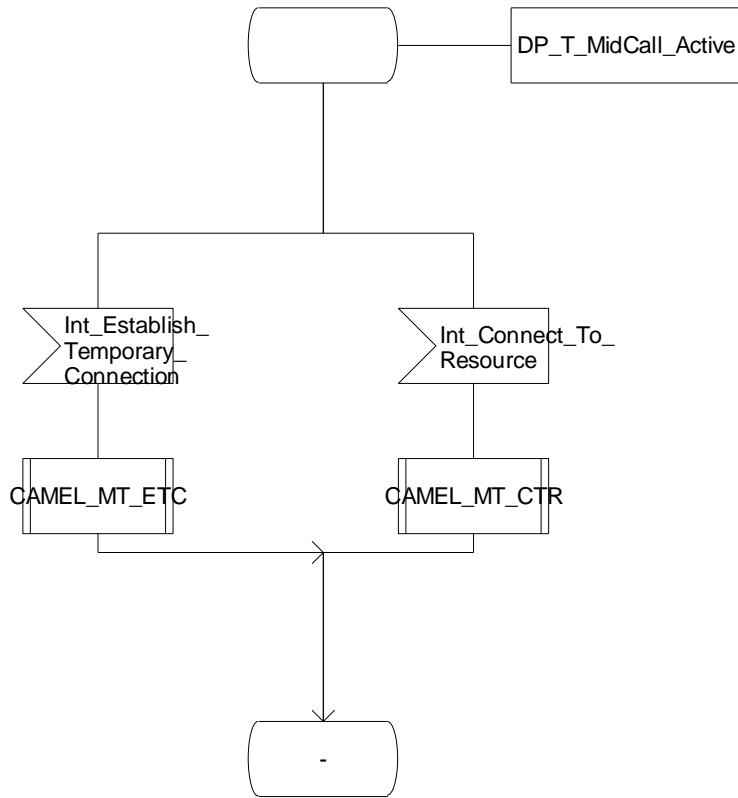 DP_T_MidCall_Active
Int_Establish_
Temporary_
Connection
Int_Connect_To_
Resource
CAMEL_MT_ETC
CAMEL_MT_CTR
-